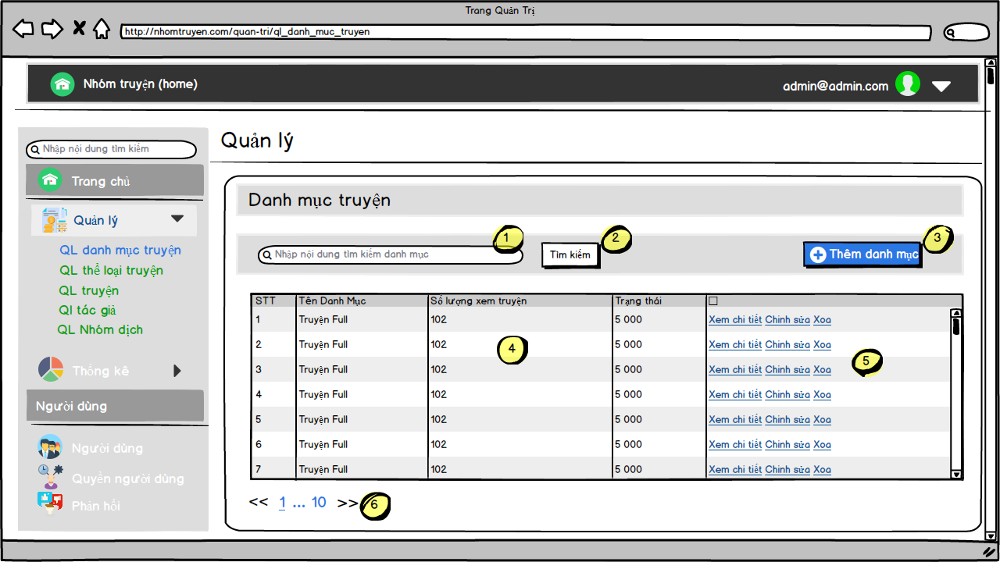 Trang Quản Trị
http://nhomtruyen.com/quan-tri/ql_danh_muc_truyen
Nhóm truyện (home)
admin@admin.com
Nhập nội dung tìm kiếm
Trang chủ
Quản lý
QL danh mục truyện
QL thể loại truyện
QL truyện
Ql tác giả
QL Nhóm dịch
Thống kê
Người dùng
Người dùng
Quyền người dùng
Phản hồi
Quản lý
Danh mục truyện
Nhập nội dung tìm kiếm danh mục
1
Tìm kiếm
2
Thêm danh mục
3
STT Tên Danh Mục Số lượng xem truyện Trạng thái
1 Truyện Full 102 5 000 Xem chi tiết Chỉnh sửa Xoa
2 Truyện Full 102 5 000 Xem chi tiết Chỉnh sửa Xoa
4
3 Truyện Full 102 5 000 Xem chi tiết Chỉnh sửa Xoa
5
4 Truyện Full 102 5 000 Xem chi tiết Chỉnh sửa Xoa
5 Truyện Full 102 5 000 Xem chi tiết Chỉnh sửa Xoa
6 Truyện Full 102 5 000 Xem chi tiết Chỉnh sửa Xoa
7 Truyện Full 102 5 000 Xem chi tiết Chỉnh sửa Xoa
<< 1 ... 10 >>
6